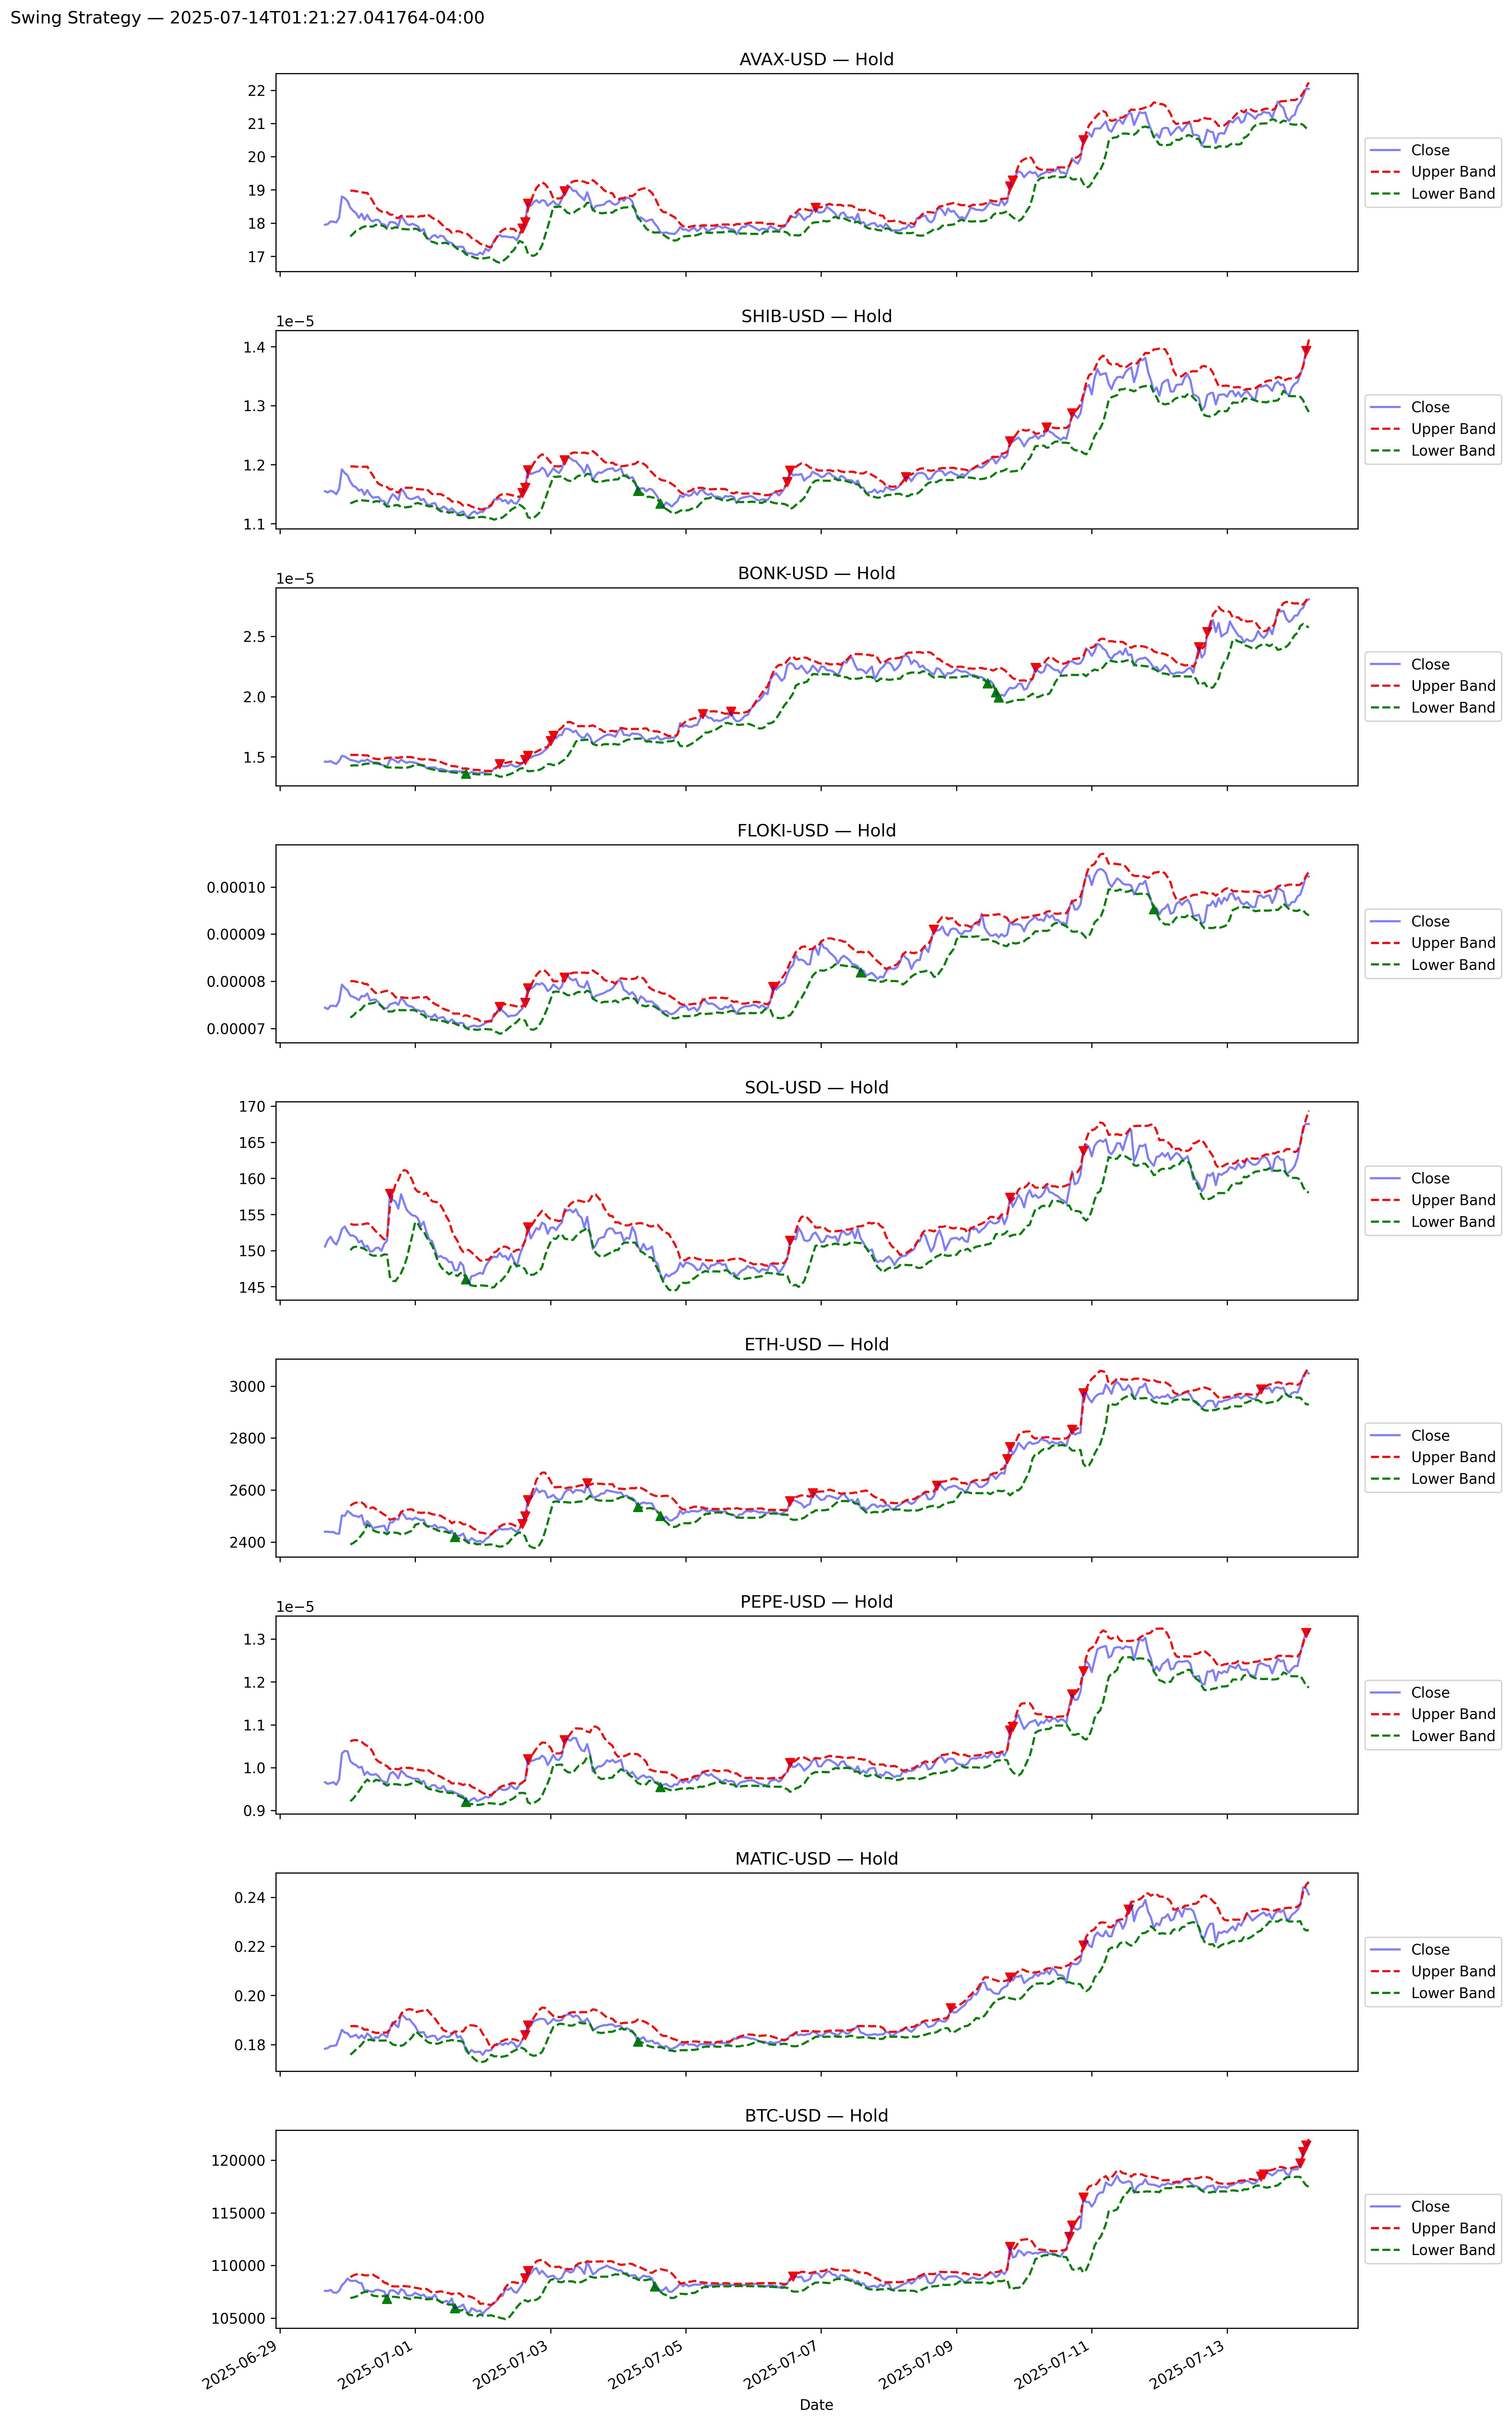 Swing Strategy — 2025-07-14T01:21:27.041764-04:00
AVAX-USD — Hold
22
21
20
19
18
17
Close
Upper Band
Lower Band
SHIB-USD — Hold
1e−5
1.4
1.3
1.2
1.1
Close
Upper Band
Lower Band
BONK-USD — Hold
1e−5
2.5
2.0
1.5
Close
Upper Band
Lower Band
FLOKI-USD — Hold
0.00010
0.00009
0.00008
0.00007
Close
Upper Band
Lower Band
SOL-USD — Hold
170
165
160
155
150
145
Close
Upper Band
Lower Band
ETH-USD — Hold
3000
2800
2600
2400
Close
Upper Band
Lower Band
PEPE-USD — Hold
1e−5
1.3
1.2
1.1
1.0
0.9
Close
Upper Band
Lower Band
MATIC-USD — Hold
0.24
0.22
0.20
0.18
Close
Upper Band
Lower Band
BTC-USD — Hold
120000
115000
110000
105000
Close
Upper Band
Lower Band
2025-06-29
2025-07-01
2025-07-03
2025-07-05
2025-07-07
2025-07-09
2025-07-11
2025-07-13
Date